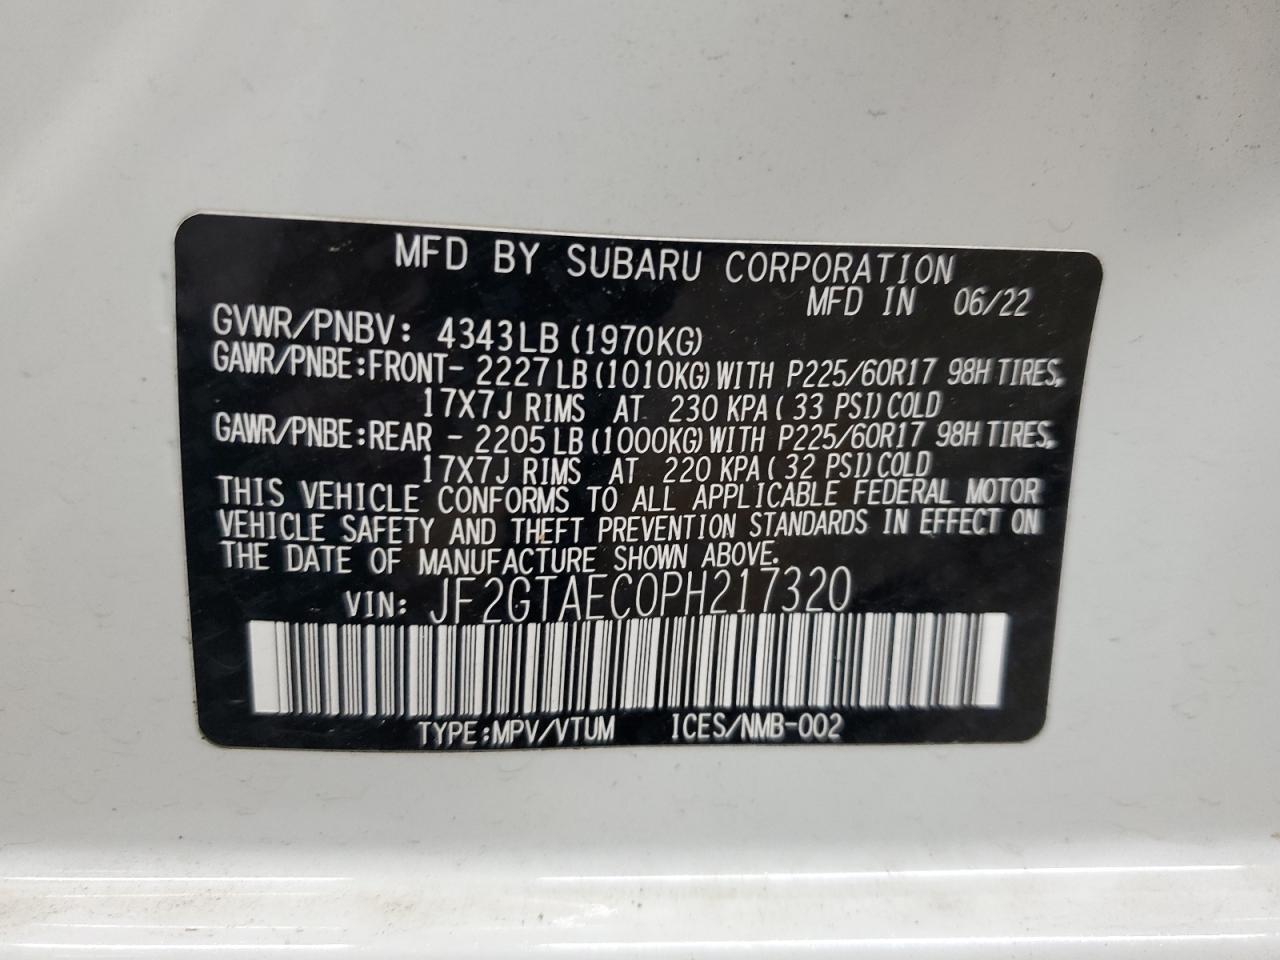 MFD BY SUBARU CORPORATION
MFD IN 06/22
GVWR/PNBV: 4343LB (1970KG)
GAWR/PNBE:FRONT- 2227LB(1010KG)WITH P225/60R17 98H TIRES,
17X7J RIMS AT 230 KPA( 33 PSI)COLD
GAWR/PNBE:REAR - 2205LB(1000KG)WITH P225/60R17 98H TIRES,
17X7J RIMS AT 220 KPA( 32 PSI)COLD
THIS VEHICLE CONFORMS TO ALL APPLICABLE FEDERAL MOTOR
VEHICLE SAFETY AND THEFT PREVENTION STANDARDS IN EFFECT ON
THE DATE OF MANUFACTURE SHOWN ABOVE.
VIN: JF2GTAEC0PH217320
TYPE:MPV/VTUM ICES/NMB-002